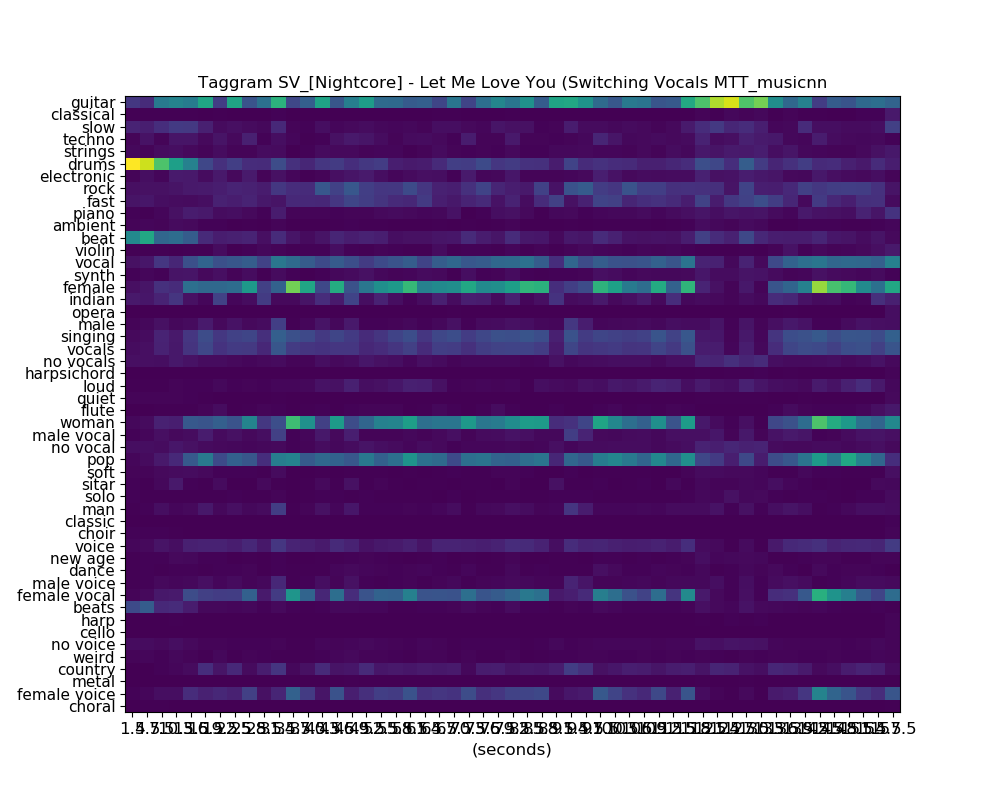 Taggram SV_[Nightcore] - Let Me Love You (Switching Vocals MTT_musicnn
guitar
classical
slow
techno
strings
drums
electronic
rock
fast
piano
ambient
beat
violin
vocal
synth
female
indian
opera
male
singing
vocals
no vocals
harpsichord
loud
quiet
flute
woman
male vocal
no vocal
pop
soft
sitar
solo
man
classic
choir
voice
new age
dance
male voice
female vocal
beats
harp
cello
no voice
weird
country
metal
female voice
choral
(seconds)